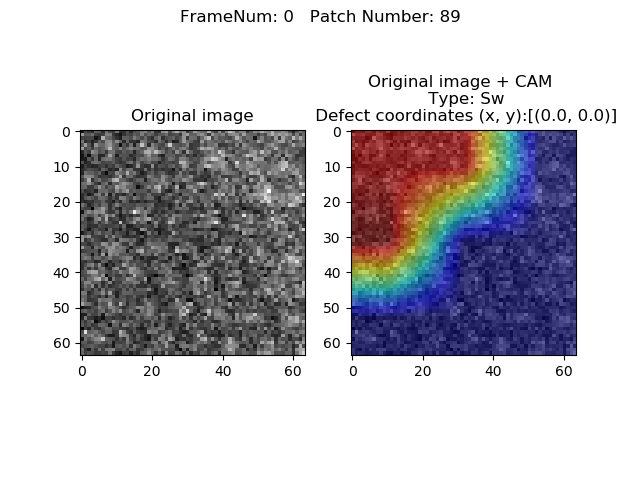 FrameNum: 0   Patch Number: 89
Original image
0
10
20
30
40
50
60
0 20 40 60
Original image + CAM
Type: Sw
Defect coordinates (x, y):[(0.0, 0.0)]
0
10
20
30
40
50
60
0 20 40 60